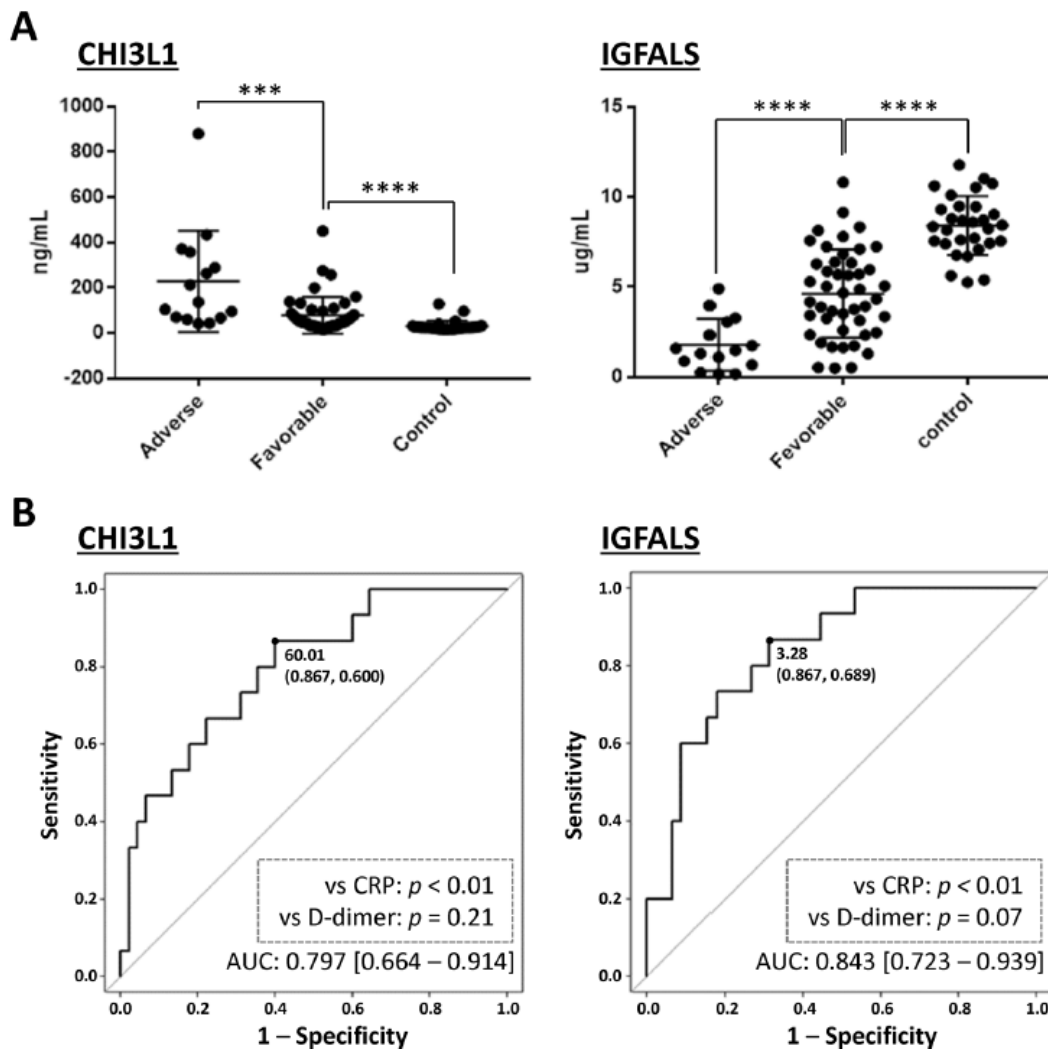 A
CHI3L1
IGFALS
***
****
1000
800
600
400
200
0
-200
ng/mL
Adverse
Favorable
Control
****
****
15
10
5
0
ug/mL
Adverse
Fevorable
control
B
CHI3L1
IGFALS
1.0
0.8
0.6
0.4
0.2
0.0
Sensitivity
60.01
(0.867, 0.600)
vs CRP: p < 0.01
vs D-dimer: p = 0.21
AUC: 0.797 [0.664 – 0.914]
0.0 0.2 0.4 0.6 0.8 1.0
1 – Specificity
1.0
0.8
0.6
0.4
0.2
0.0
Sensitivity
3.28
(0.867, 0.689)
vs CRP: p < 0.01
vs D-dimer: p = 0.07
AUC: 0.843 [0.723 – 0.939]
0.0 0.2 0.4 0.6 0.8 1.0
1 – Specificity